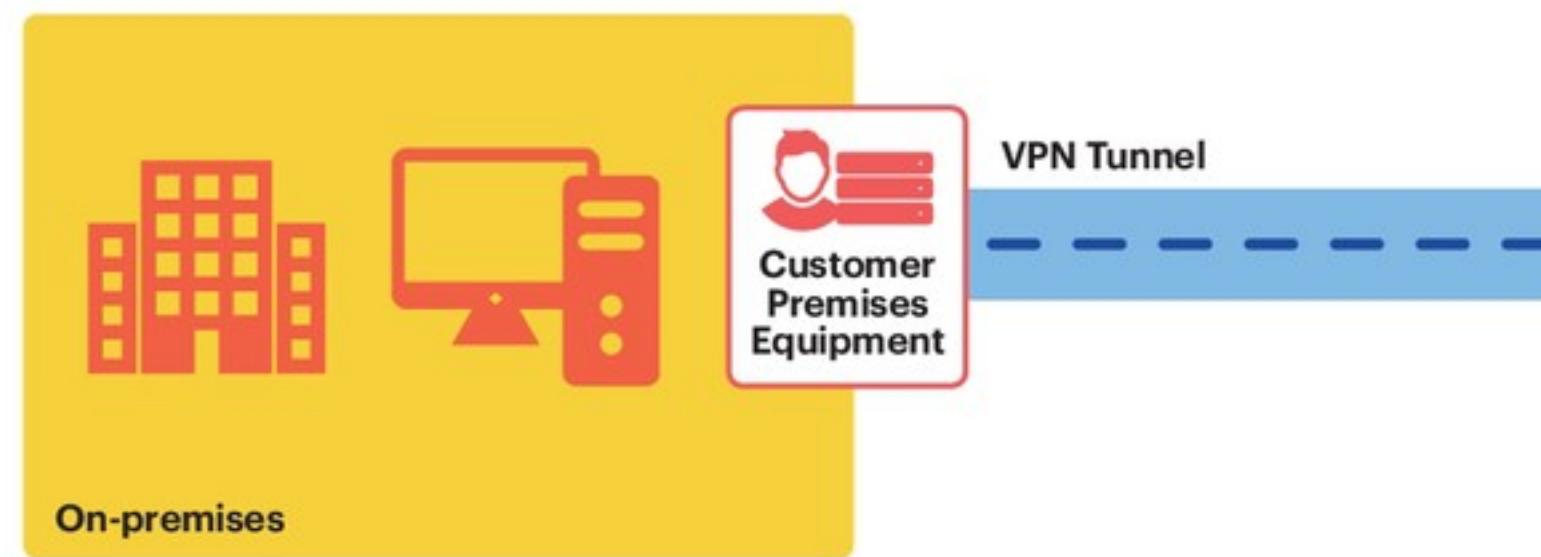 VPN Tunnel
Customer
Premises
Equipment
On-premises